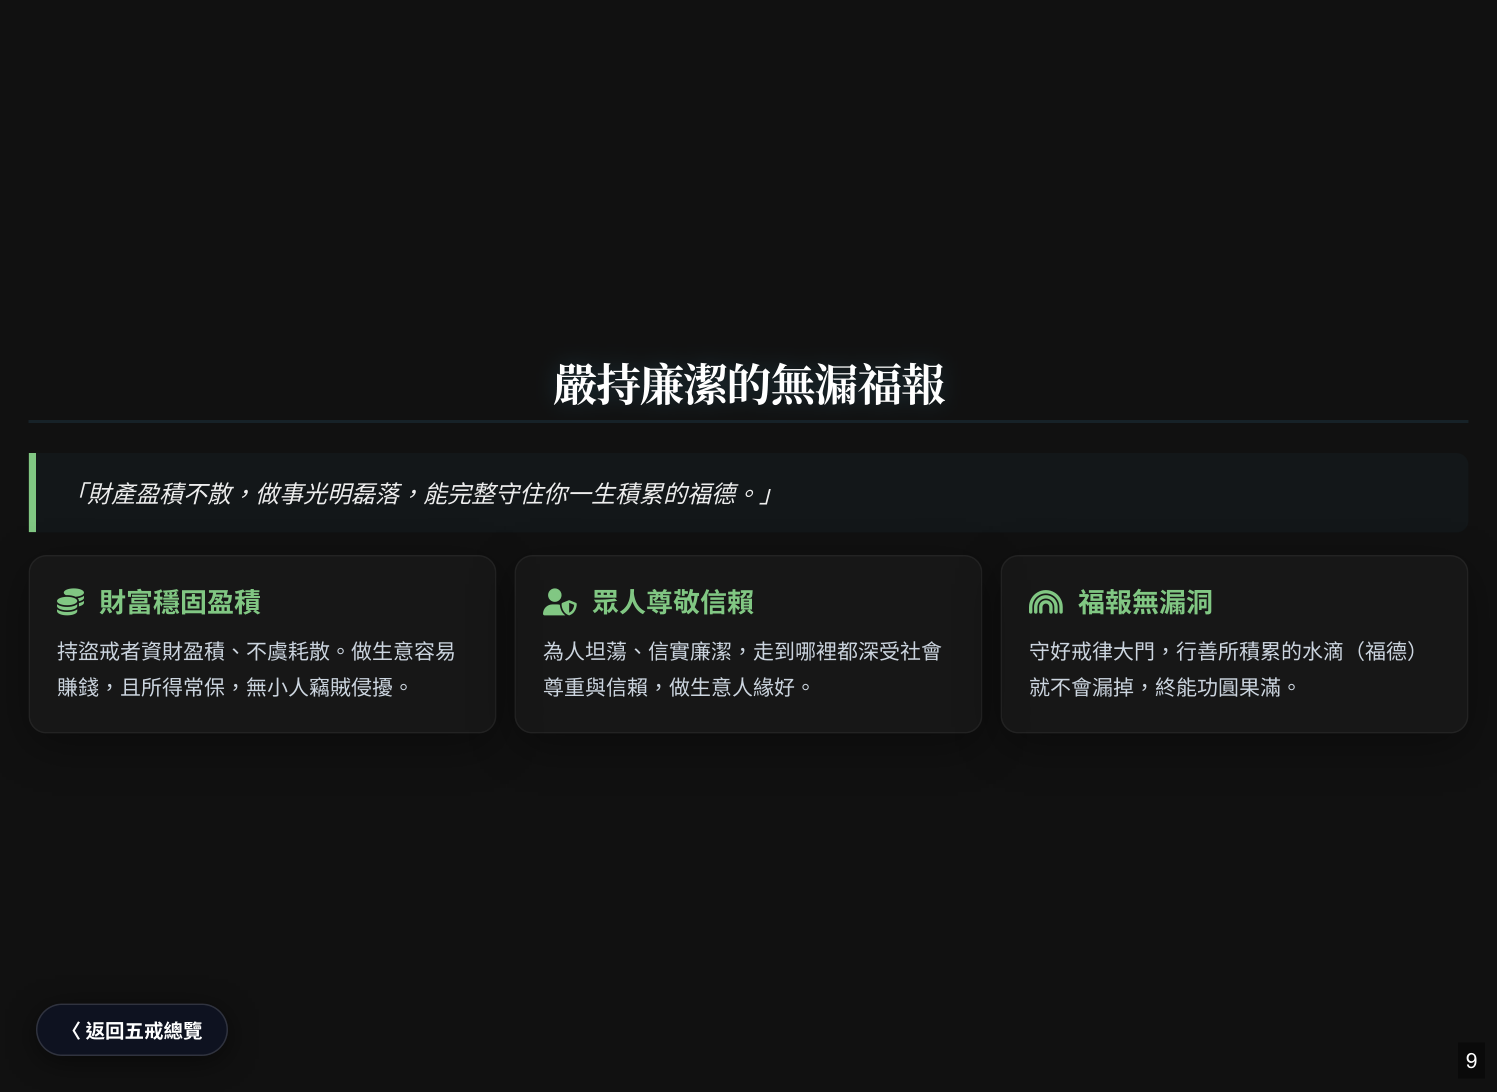 嚴持廉潔的無漏福報
「財產盈積不散，做事光明磊落，能完整守住你一生積累的福德。」
財富穩固盈積
持盜戒者資財盈積、不虞耗散。做生意容易
賺錢，且所得常保，無小人竊賊侵擾。
眾人尊敬信賴
為人坦蕩、信實廉潔，走到哪裡都深受社會
尊重與信賴，做生意人緣好。
福報無漏洞
守好戒律大門，行善所積累的水滴（福德）
就不會漏掉，終能功圓果滿。
〈 返回五戒總覽
9